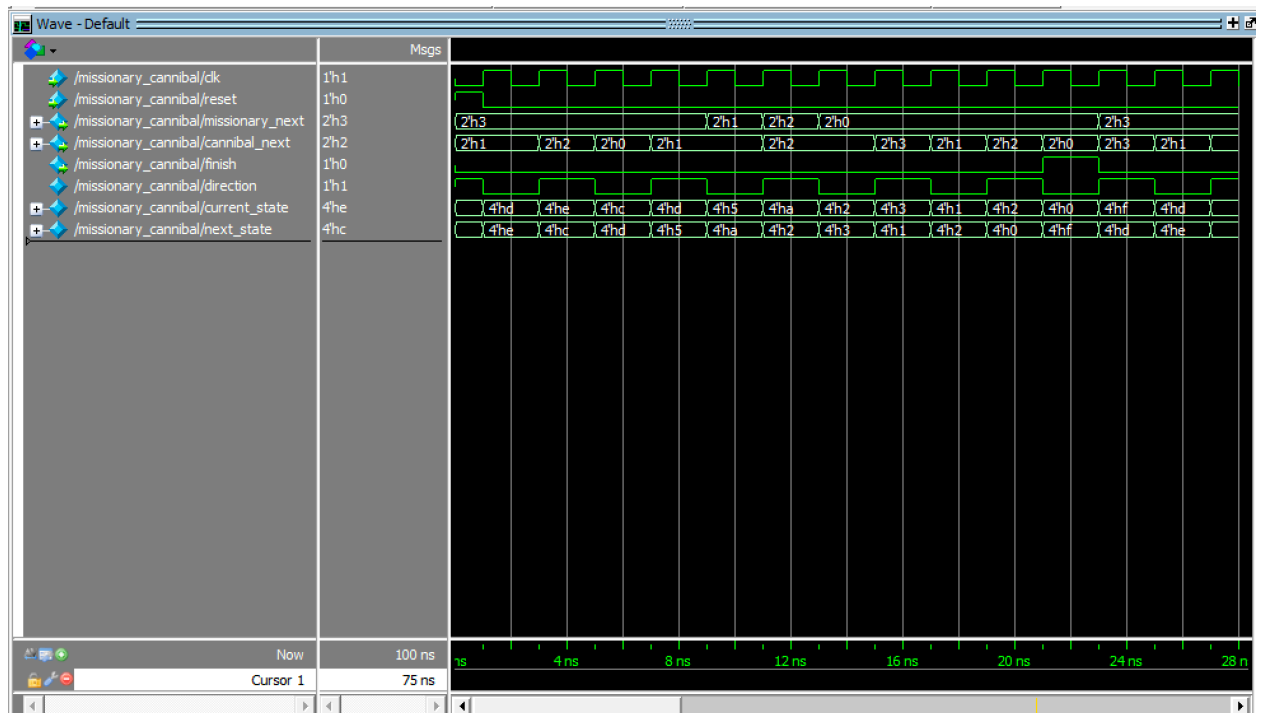 Wave - Default
Msgs
/missionary_cannibal/clk 1'h1
/missionary_cannibal/reset 1'h0
/missionary_cannibal/missionary_next 2'h3 2'h3 2'h1 2'h2 2'h0 2'h3
/missionary_cannibal/cannibal_next 2'h2 2'h1 2'h2 2'h0 2'h1 2'h2 2'h3 2'h1 2'h2 2'h0 2'h3 2'h1
/missionary_cannibal/finish 1'h0
/missionary_cannibal/direction 1'h1
/missionary_cannibal/current_state 4'he 4'hd 4'he 4'hc 4'hd 4'h5 4'ha 4'h2 4'h3 4'h1 4'h2 4'h0 4'hf 4'hd
/missionary_cannibal/next_state 4'hc 4'he 4'hc 4'hd 4'h5 4'ha 4'h2 4'h3 4'h1 4'h2 4'h0 4'hf 4'hd 4'he
Now 100 ns ns 4 ns 8 ns 12 ns 16 ns 20 ns 24 ns 28 n
Cursor 1 75 ns